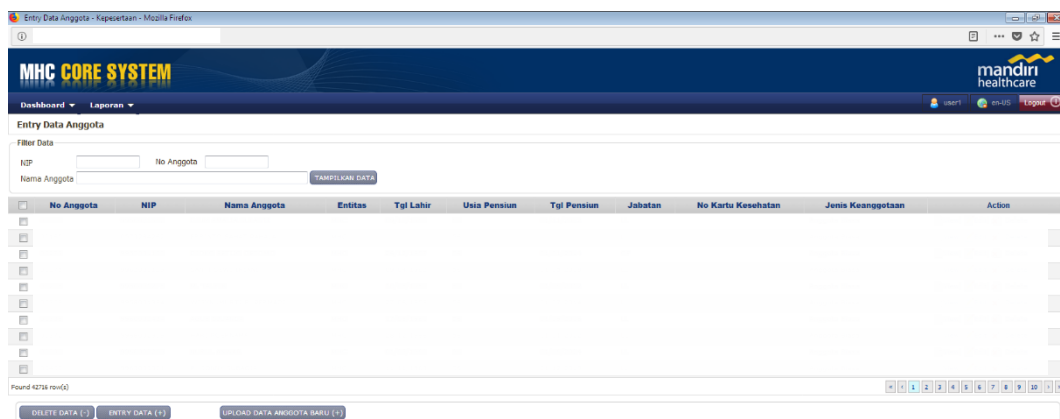 Entry Data Anggota - Kepesertaan - Mozilla Firefox
MHC CORE SYSTEM
mandiri
healthcare
Dashboard Laporan user1 en-US Logout
Entry Data Anggota
Filter Data
NIP No Anggota
Nama Anggota TAMPILKAN DATA
No Anggota NIP Nama Anggota Entitas Tgl Lahir Usia Pensiun Tgl Pensiun Jabatan No Kartu Kesehatan Jenis Keanggotaan Action
Found 42716 row(s) « ‹ 1 2 3 4 5 6 7 8 9 10 ›
DELETE DATA (-) ENTRY DATA (+) UPLOAD DATA ANGGOTA BARU (+)